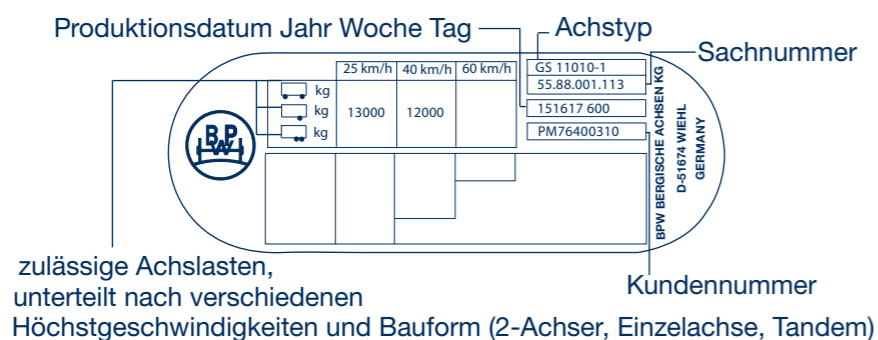 Produktionsdatum Jahr Woche Tag
Achstyp
Sachnummer
25 km/h 40 km/h 60 km/h
kg
kg
kg
13000 12000
GS 11010-1
55.88.001.113
151617 600
PM76400310
BPW
BPW BERGISCHE ACHSEN KG
D-51674 WIEHL
GERMANY
zulässige Achslasten,
unterteilt nach verschiedenen
Höchstgeschwindigkeiten und Bauform (2-Achser, Einzelachse, Tandem)
Kundennummer